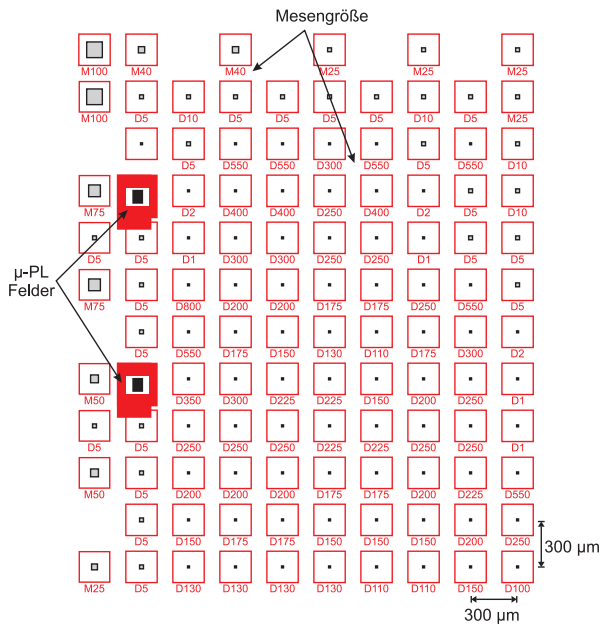 Mesengröße
M100 M40 M40 M25 M25 M25
M100 D5 D10 D5 D5 D5 D5 D10 D5 M25
D5 D550 D550 D300 D550 D5 D550 D10
M75 D2 D400 D400 D250 D400 D2 D5 D10
D5 D5 D1 D300 D300 D250 D250 D1 D5 D5
µ-PL
Felder
M75 D5 D800 D200 D200 D175 D175 D250 D550 D5
D5 D550 D175 D150 D130 D110 D175 D300 D2
M50 D350 D300 D225 D225 D150 D200 D250 D1
D5 D5 D250 D250 D225 D225 D225 D250 D250 D1
M50 D5 D200 D200 D200 D175 D175 D200 D225 D550
D5 D150 D175 D175 D150 D150 D150 D200 D250
300 µm
M25 D5 D130 D130 D130 D130 D110 D110 D150 D100
300 µm